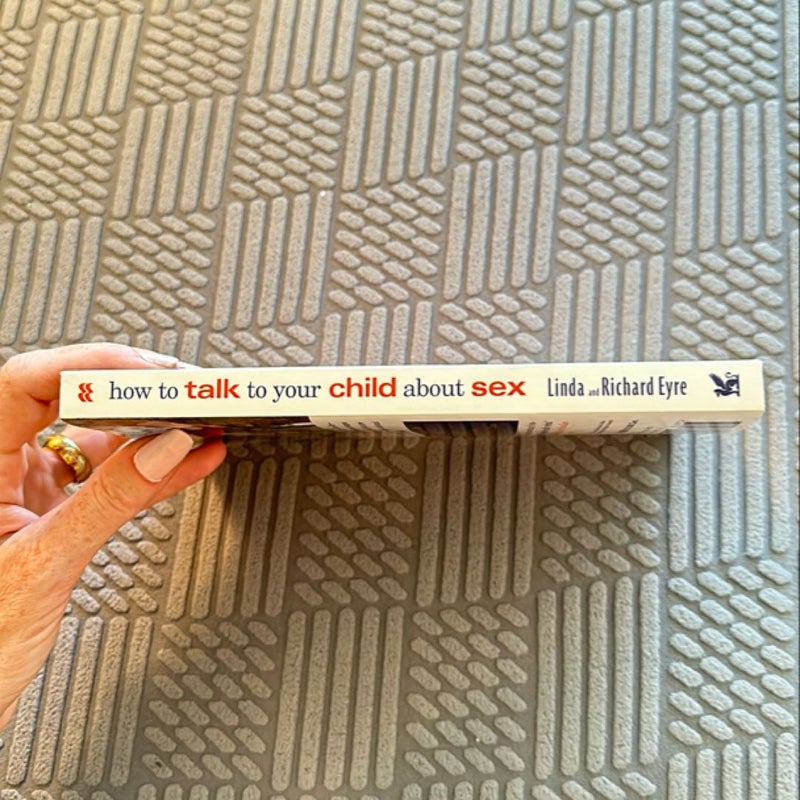 how to talk to your child about sex Linda and Richard Eyre